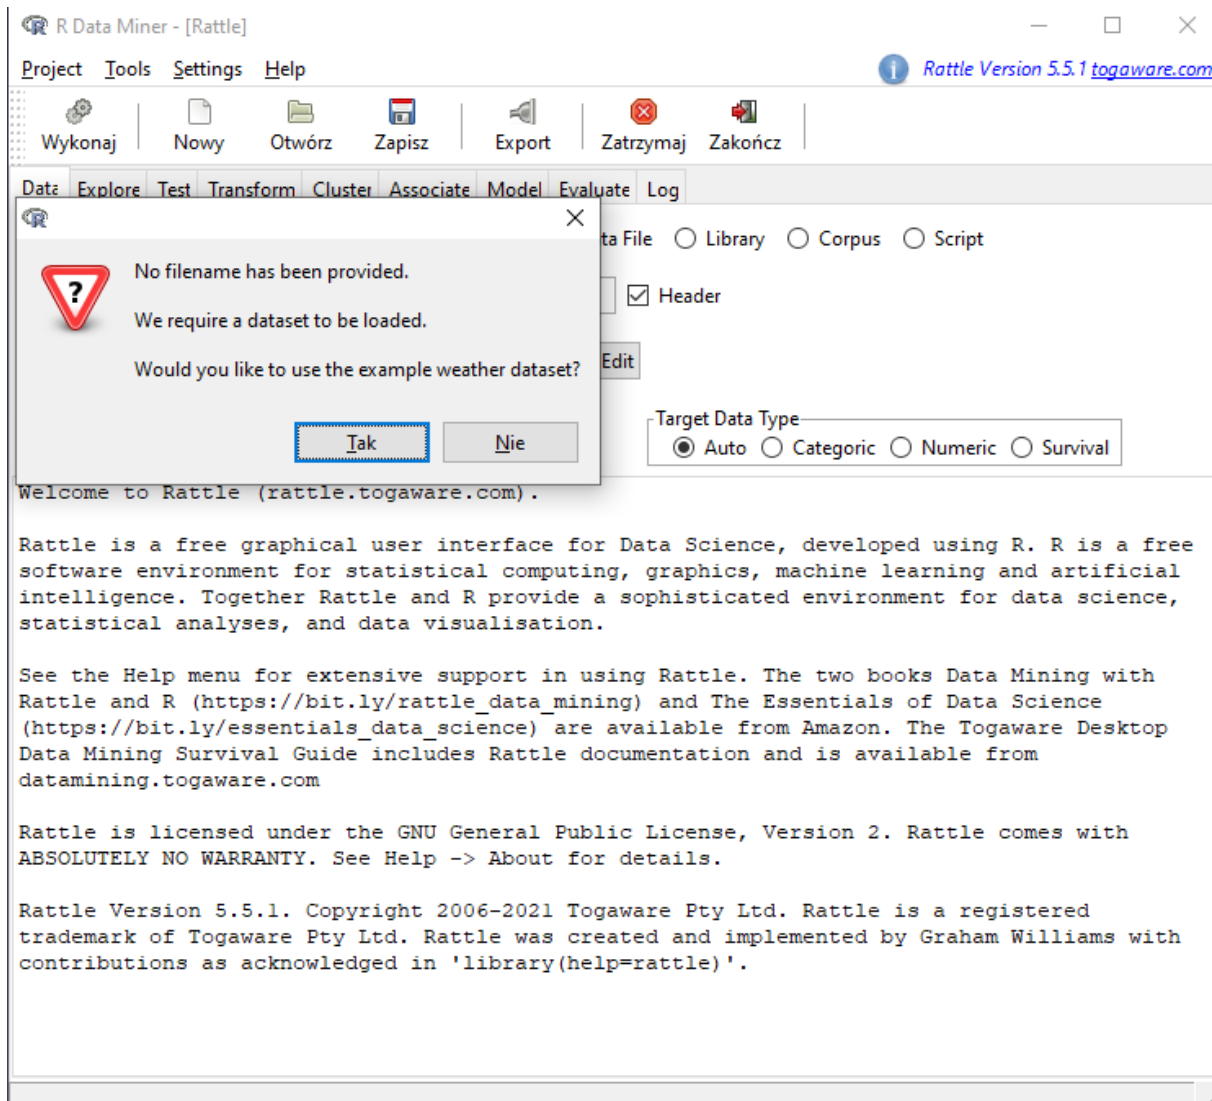 R Data Miner - [Rattle]
Project Tools Settings Help Rattle Version 5.5.1 togaware.com
Wykonaj Nowy Otwórz Zapisz Export Zatrzymaj Zakończ
Data Explore Test Transform Cluster Associate Model Evaluate Log
ta File Library Corpus Script
No filename has been provided.
Header
We require a dataset to be loaded.
Would you like to use the example weather dataset?
Edit
Target Data Type
Tak Nie
Auto Categoric Numeric Survival
Welcome to Rattle (rattle.togaware.com).
Rattle is a free graphical user interface for Data Science, developed using R. R is a free
software environment for statistical computing, graphics, machine learning and artificial
intelligence. Together Rattle and R provide a sophisticated environment for data science,
statistical analyses, and data visualisation.
See the Help menu for extensive support in using Rattle. The two books Data Mining with
Rattle and R (https://bit.ly/rattle_data_mining) and The Essentials of Data Science
(https://bit.ly/essentials_data_science) are available from Amazon. The Togaware Desktop
Data Mining Survival Guide includes Rattle documentation and is available from
datamining.togaware.com
Rattle is licensed under the GNU General Public License, Version 2. Rattle comes with
ABSOLUTELY NO WARRANTY. See Help -> About for details.
Rattle Version 5.5.1. Copyright 2006-2021 Togaware Pty Ltd. Rattle is a registered
trademark of Togaware Pty Ltd. Rattle was created and implemented by Graham Williams with
contributions as acknowledged in 'library(help=rattle)'.